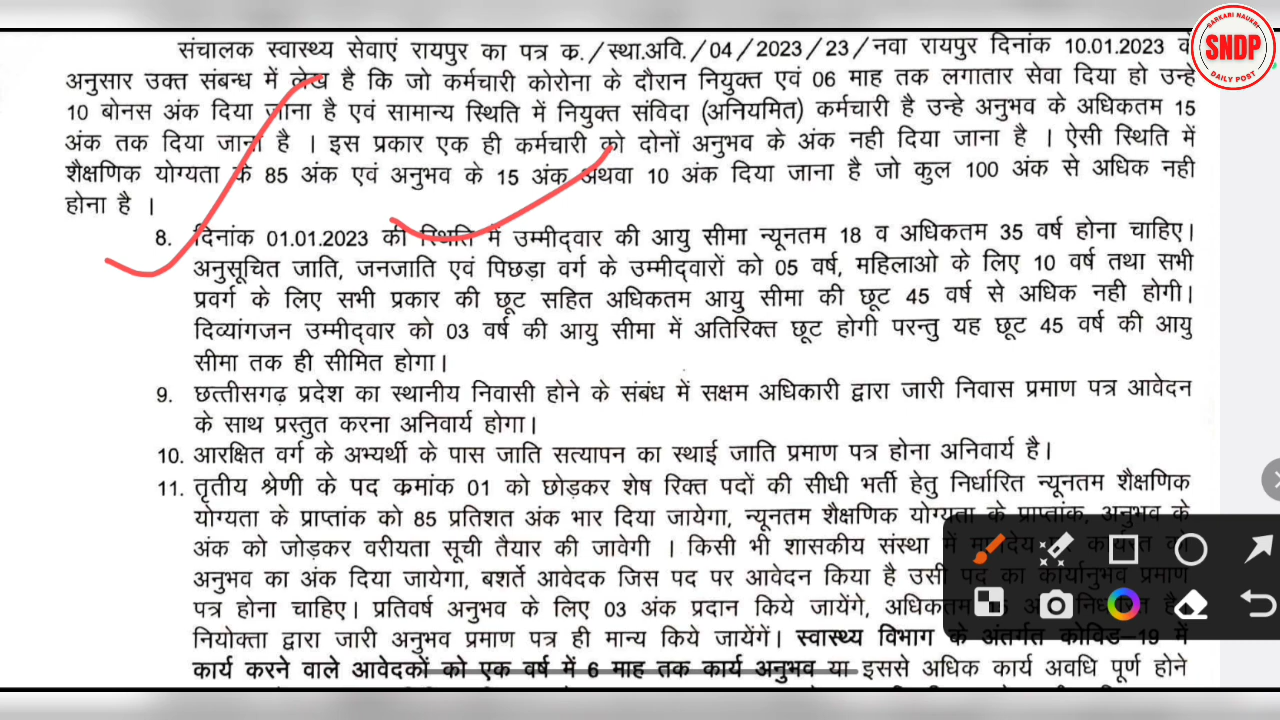 संचालक स्वास्थ्य सेवाएं रायपुर का पत्र क./स्था.अवि./04/2023/23/नवा रायपुर दिनांक 10.01.2023 के
अनुसार उक्त संबन्ध में लेख है कि जो कर्मचारी कोरोना के दौरान नियुक्त एवं 06 माह तक लगातार सेवा दिया हो उन्हे
10 बोनस अंक दिया जाना है एवं सामान्य स्थिति में नियुक्त संविदा (अनियमित) कर्मचारी है उन्हे अनुभव के अधिकतम 15
अंक तक दिया जाना है । इस प्रकार एक ही कर्मचारी को दोनों अनुभव के अंक नही दिया जाना है । ऐसी स्थिति में
शैक्षणिक योग्यता के 85 अंक एवं अनुभव के 15 अंक अथवा 10 अंक दिया जाना है जो कुल 100 अंक से अधिक नही
होना है ।
8. दिनांक 01.01.2023 की स्थिति में उम्मीद्वार की आयु सीमा न्यूनतम 18 व अधिकतम 35 वर्ष होना चाहिए।
अनुसूचित जाति, जनजाति एवं पिछड़ा वर्ग के उम्मीद्वारों को 05 वर्ष, महिलाओ के लिए 10 वर्ष तथा सभी
प्रवर्ग के लिए सभी प्रकार की छूट सहित अधिकतम आयु सीमा की छूट 45 वर्ष से अधिक नही होगी।
दिव्यांगजन उम्मीद्वार को 03 वर्ष की आयु सीमा में अतिरिक्त छूट होगी परन्तु यह छूट 45 वर्ष की आयु
सीमा तक ही सीमित होगा।
9. छत्तीसगढ़ प्रदेश का स्थानीय निवासी होने के संबंध में सक्षम अधिकारी द्वारा जारी निवास प्रमाण पत्र आवेदन
के साथ प्रस्तुत करना अनिवार्य होगा।
10. आरक्षित वर्ग के अभ्यर्थी के पास जाति सत्यापन का स्थाई जाति प्रमाण पत्र होना अनिवार्य है।
11. तृतीय श्रेणी के पद कमांक 01 को छोड़कर शेष रिक्त पदों की सीधी भर्ती हेतु निर्धारित न्यूनतम शैक्षणिक
योग्यता के प्राप्तांक को 85 प्रतिशत अंक भार दिया जायेगा, न्यूनतम शैक्षणिक योग्यता के प्राप्तांक, अनुभव के
अंक को जोड़कर वरीयता सूची तैयार की जावेगी । किसी भी शासकीय संस्था में
अनुभव का अंक दिया जायेगा, बशर्ते आवेदक जिस पद पर आवेदन किया है उसी पद का कार्यानुभव प्रमाण
पत्र होना चाहिए। प्रतिवर्ष अनुभव के लिए 03 अंक प्रदान किये जायेंगे, अधिकतम
नियोक्ता द्वारा जारी अनुभव प्रमाण पत्र ही मान्य किये जायेंगें। स्वास्थ्य विभाग के अंतर्गत कोविड–19 में
कार्य करने वाले आवेदकों को एक वर्ष में 6 माह तक कार्य अनुभव या इससे अधिक कार्य अवधि पूर्ण होने
SARKARI NAUKRI
SNDP
DAILY POST